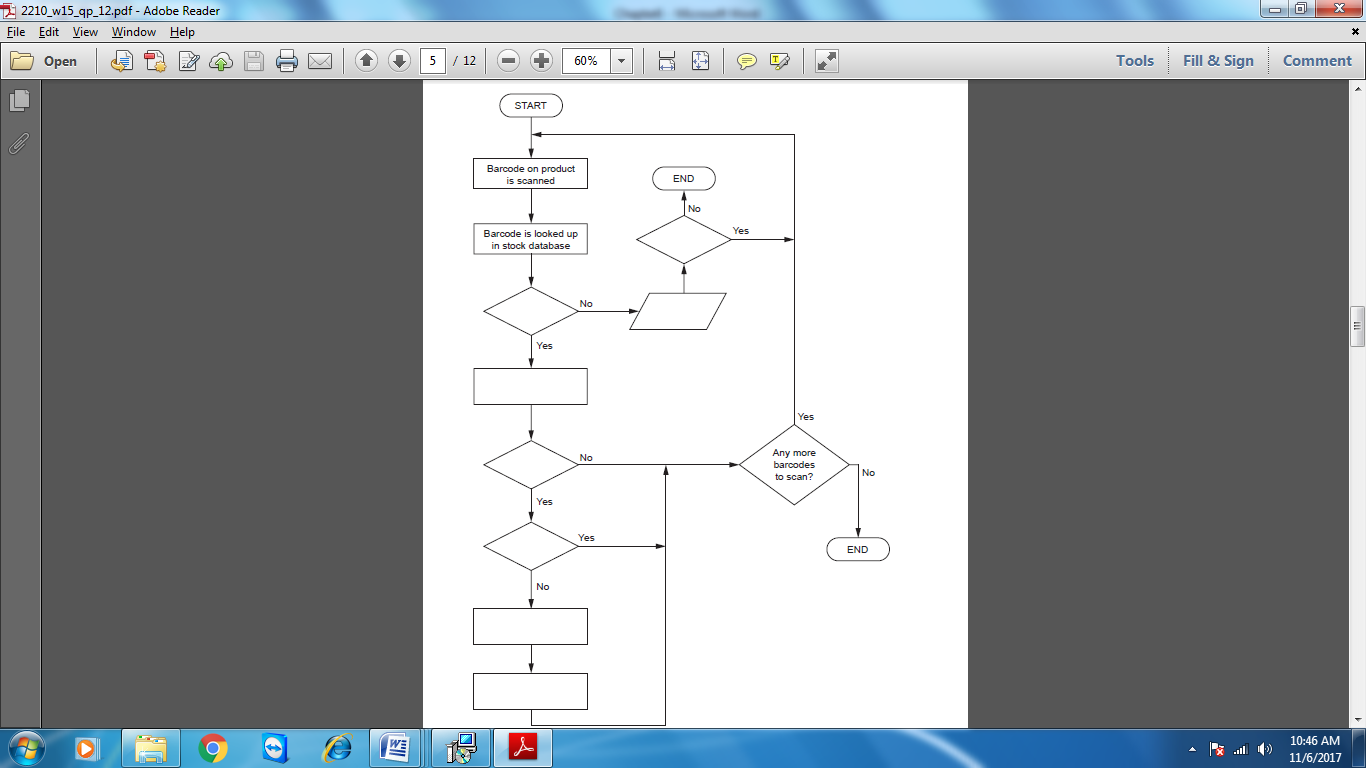 2210_w15_qp_12.pdf - Adobe Reader
File Edit View Window Help
Open
5 / 12
60%
Tools
Fill & Sign
Comment
START
Barcode on product
is scanned
END
No
Yes
Barcode is looked up
in stock database
No
Yes
Yes
Any more
barcodes
to scan?
No
No
Yes
Yes
No
END
10:46 AM
11/6/2017